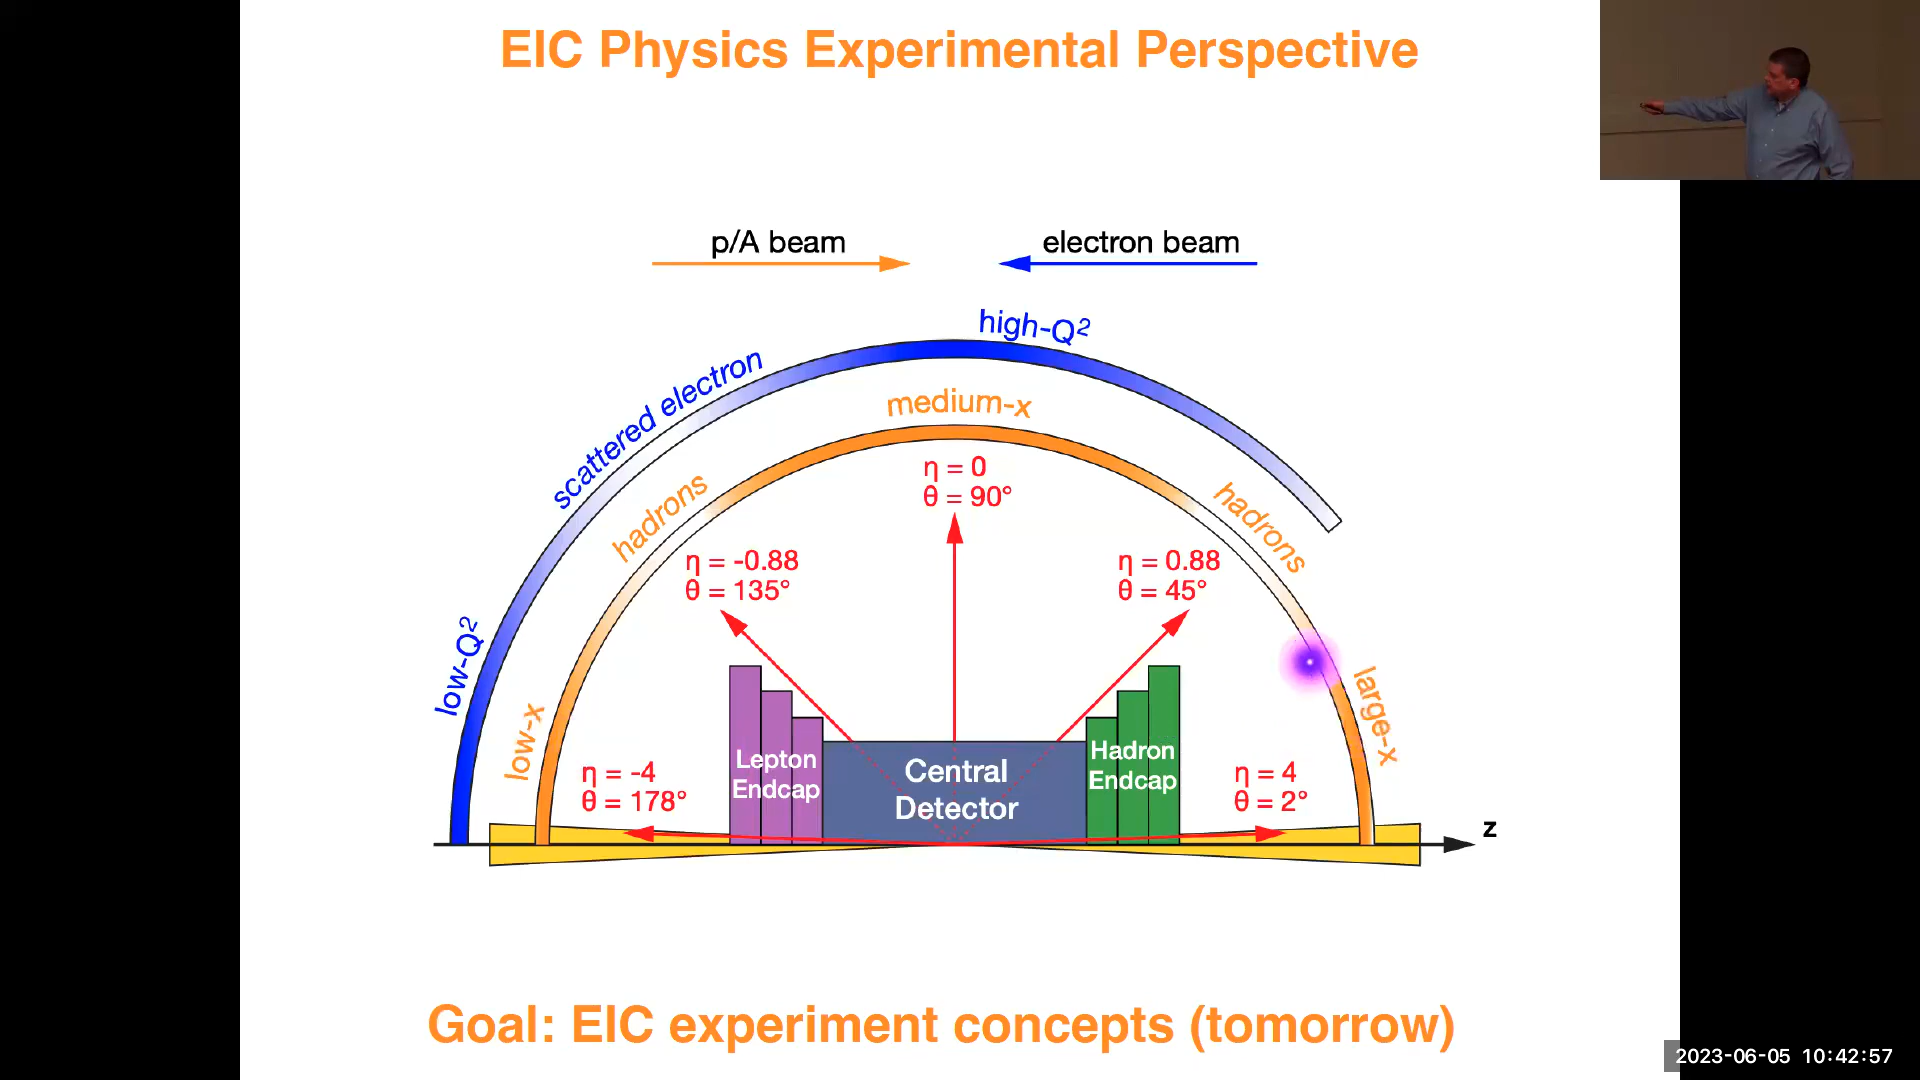 EIC Physics Experimental Perspective
p/A beam
electron beam
high-Q²
scattered electron
medium-x
η = 0
θ = 90°
hadrons
hadrons
η = -0.88
θ = 135°
η = 0.88
θ = 45°
low-Q²
low-x
large-x
Lepton
Endcap
Central
Detector
Hadron
Endcap
η = -4
θ = 178°
η = 4
θ = 2°
z
Goal: EIC experiment concepts (tomorrow)
2023-06-05 10:42:57